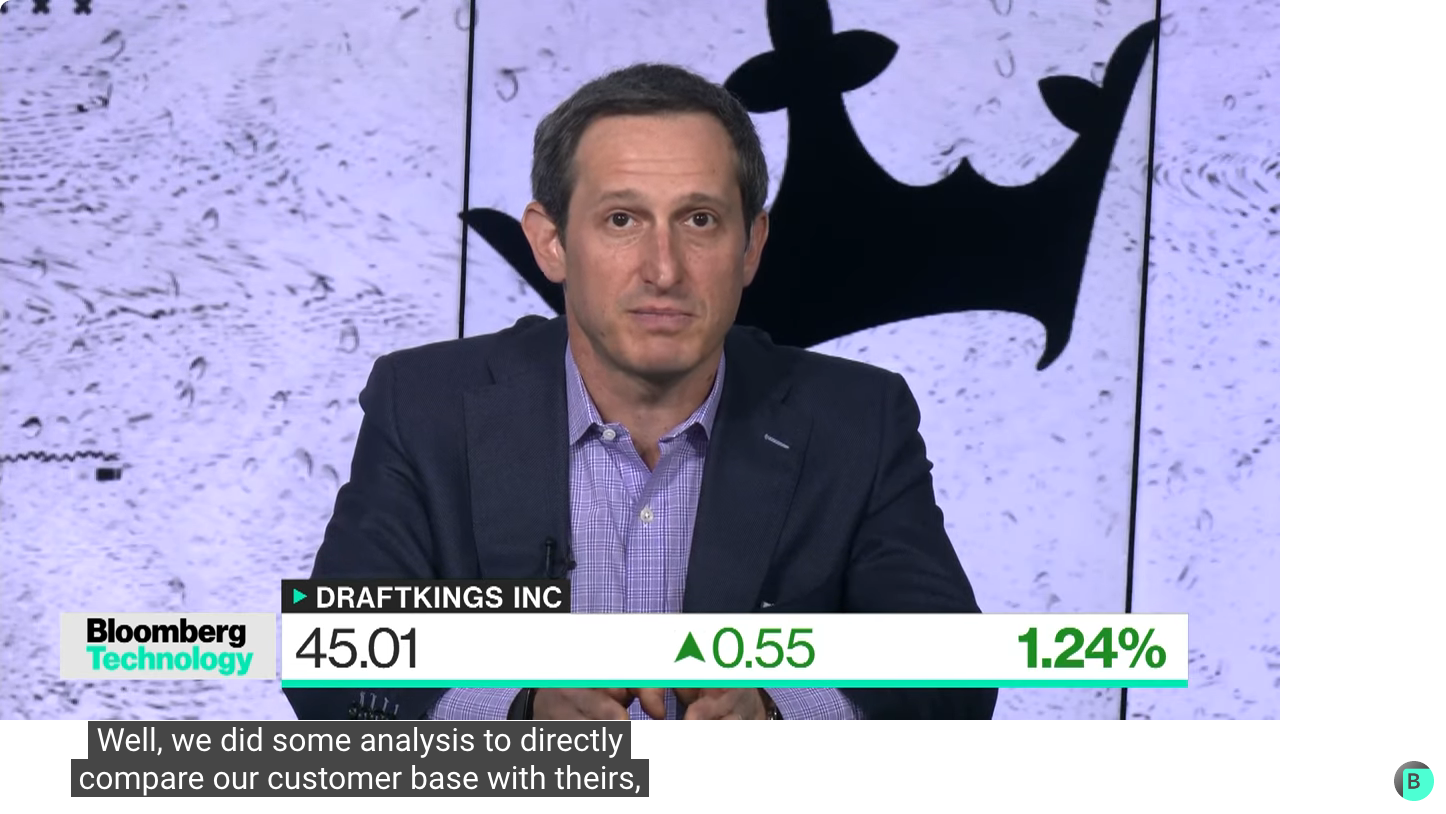 DRAFTKINGS INC
Bloomberg
Technology
45.01 ▲0.55 1.24%
Well, we did some analysis to directly
compare our customer base with theirs,
B